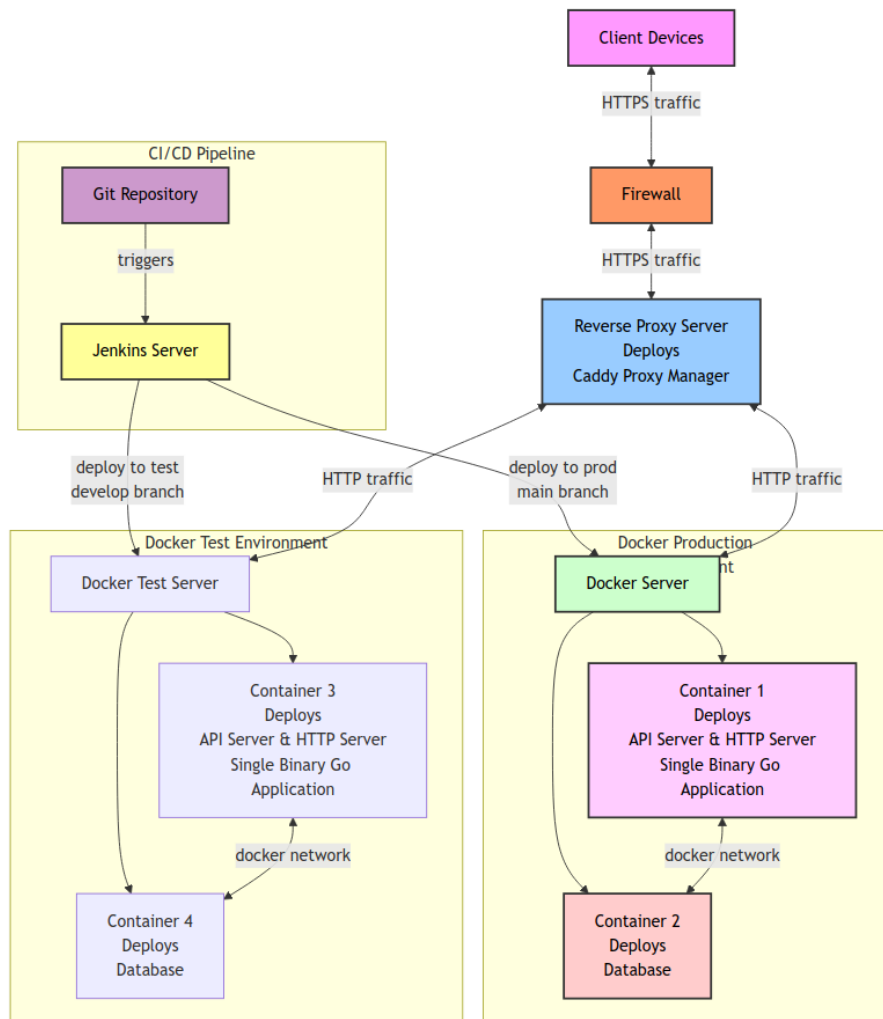 Client Devices
HTTPS traffic
CI/CD Pipeline
Git Repository
Firewall
triggers
HTTPS traffic
Jenkins Server
Reverse Proxy Server
Deploys
Caddy Proxy Manager
deploy to test
develop branch
HTTP traffic
deploy to prod
main branch
HTTP traffic
Docker Test Environment
Docker Production
Docker Test Server
Docker Server
Container 3
Deploys
API Server & HTTP Server
Single Binary Go
Application
Container 1
Deploys
API Server & HTTP Server
Single Binary Go
Application
docker network
docker network
Container 4
Deploys
Database
Container 2
Deploys
Database